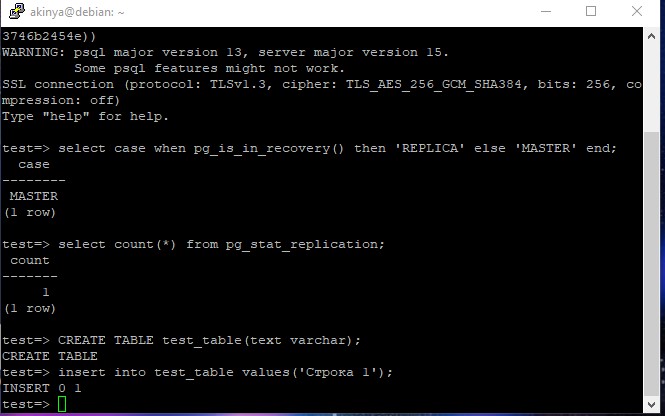 akinya@debian: ~
3746b2454e))
WARNING: psql major version 13, server major version 15.
         Some psql features might not work.
SSL connection (protocol: TLSv1.3, cipher: TLS_AES_256_GCM_SHA384, bits: 256, co
mpression: off)
Type "help" for help.
test=> select case when pg_is_in_recovery() then 'REPLICA' else 'MASTER' end;
  case
--------
 MASTER
(1 row)
test=> select count(*) from pg_stat_replication;
 count
-------
     1
(1 row)
test=> CREATE TABLE test_table(text varchar);
CREATE TABLE
test=> insert into test_table values('Строка 1');
INSERT 0 1
test=>